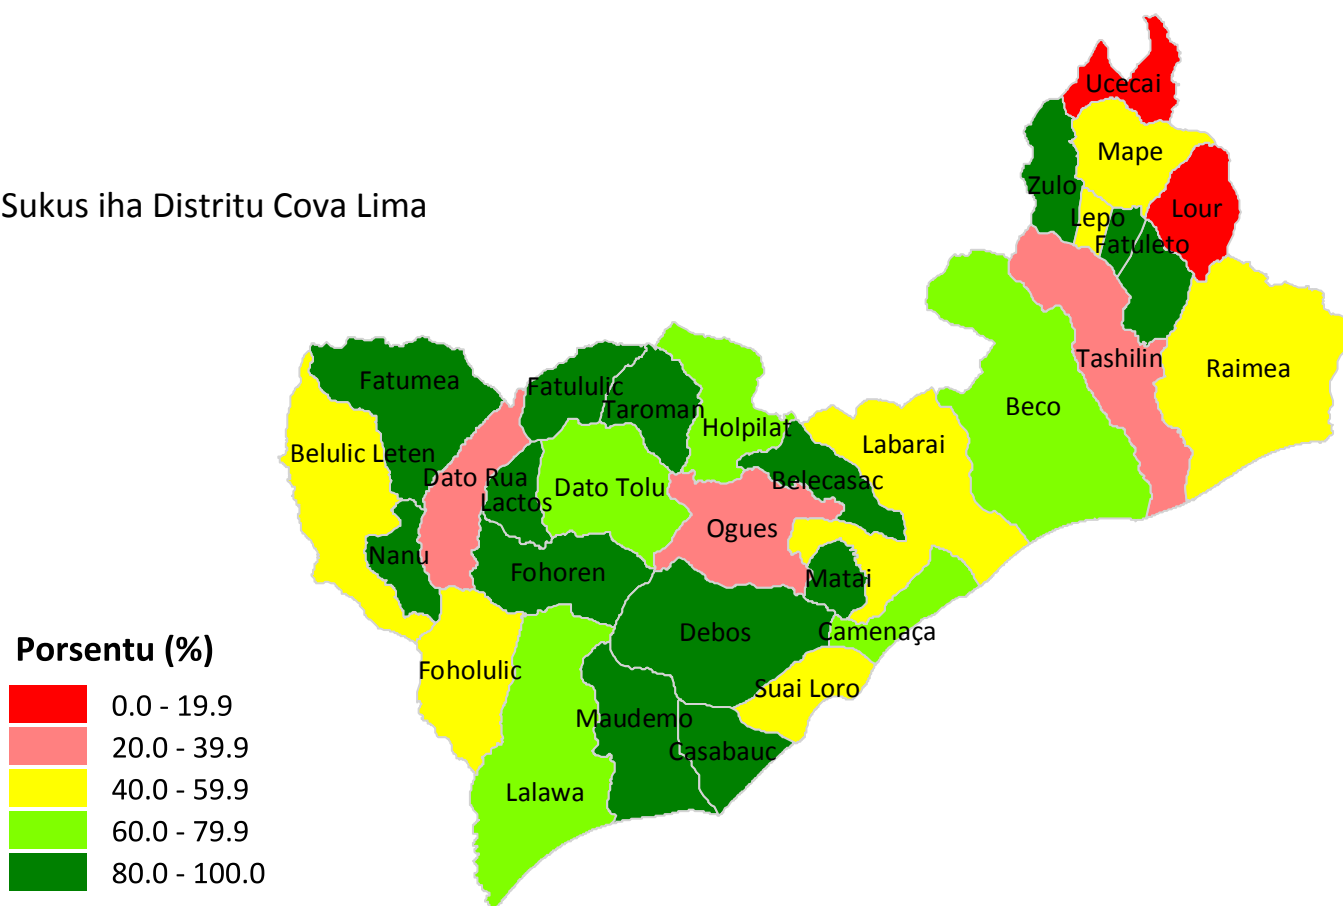 Ucecai
Mape
Zulo
Lour
Lepo
Fatuleto
Sukus iha Distritu Cova Lima
Tashilin
Raimea
Beco
Fatumea
Fatululic
Taroman
Holpilat
Labarai
Belulic Leten
Dato Rua
Lactos
Dato Tolu
Belecasac
Ogues
Nanu
Fohoren
Matai
Debos
Camenaça
Foholulic
Suai Loro
Maudemo
Casabauc
Lalawa
Porsentu (%)
0.0 - 19.9
20.0 - 39.9
40.0 - 59.9
60.0 - 79.9
80.0 - 100.0